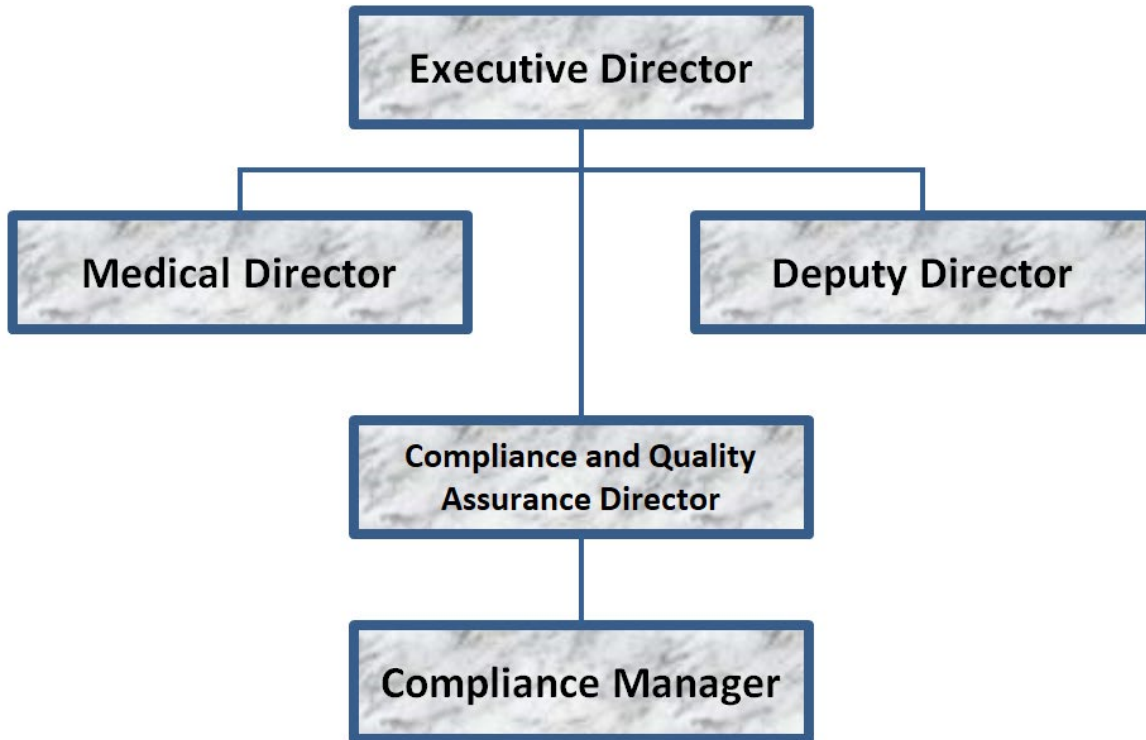 Executive Director
Medical Director
Deputy Director
Compliance and Quality
Assurance Director
Compliance Manager